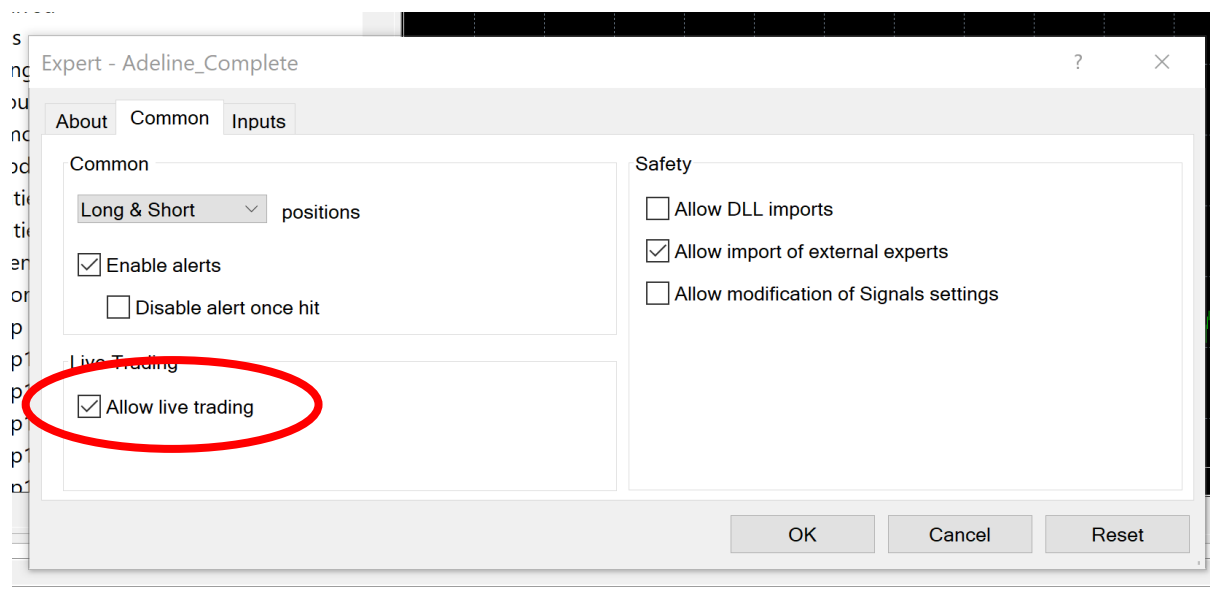 Expert - Adeline_Complete
?
About Common Inputs
Common
Long & Short positions
Enable alerts
Disable alert once hit
Live Trading
Allow live trading
Safety
Allow DLL imports
Allow import of external experts
Allow modification of Signals settings
OK Cancel Reset